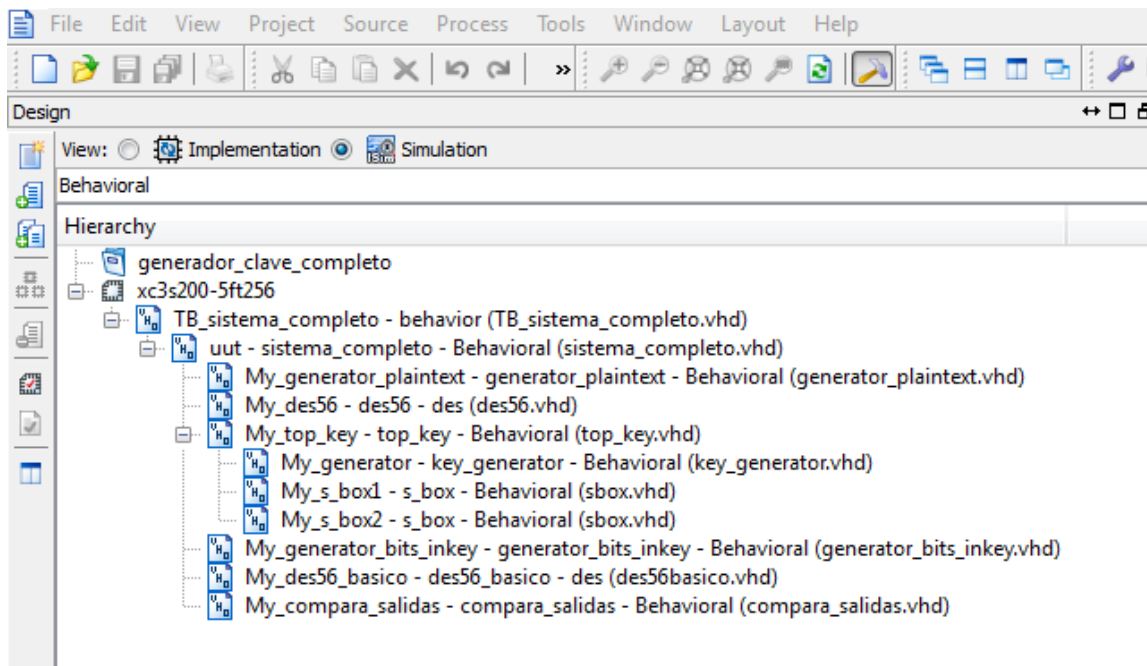 File Edit View Project Source Process Tools Window Layout Help
»
Design
View: Implementation Simulation
Behavioral
Hierarchy
generador_clave_completo
xc3s200-5ft256
TB_sistema_completo - behavior (TB_sistema_completo.vhd)
uut - sistema_completo - Behavioral (sistema_completo.vhd)
My_generator_plaintext - generator_plaintext - Behavioral (generator_plaintext.vhd)
My_des56 - des56 - des (des56.vhd)
My_top_key - top_key - Behavioral (top_key.vhd)
My_generator - key_generator - Behavioral (key_generator.vhd)
My_s_box1 - s_box - Behavioral (sbox.vhd)
My_s_box2 - s_box - Behavioral (sbox.vhd)
My_generator_bits_inkey - generator_bits_inkey - Behavioral (generator_bits_inkey.vhd)
My_des56_basico - des56_basico - des (des56basico.vhd)
My_compara_salidas - compara_salidas - Behavioral (compara_salidas.vhd)